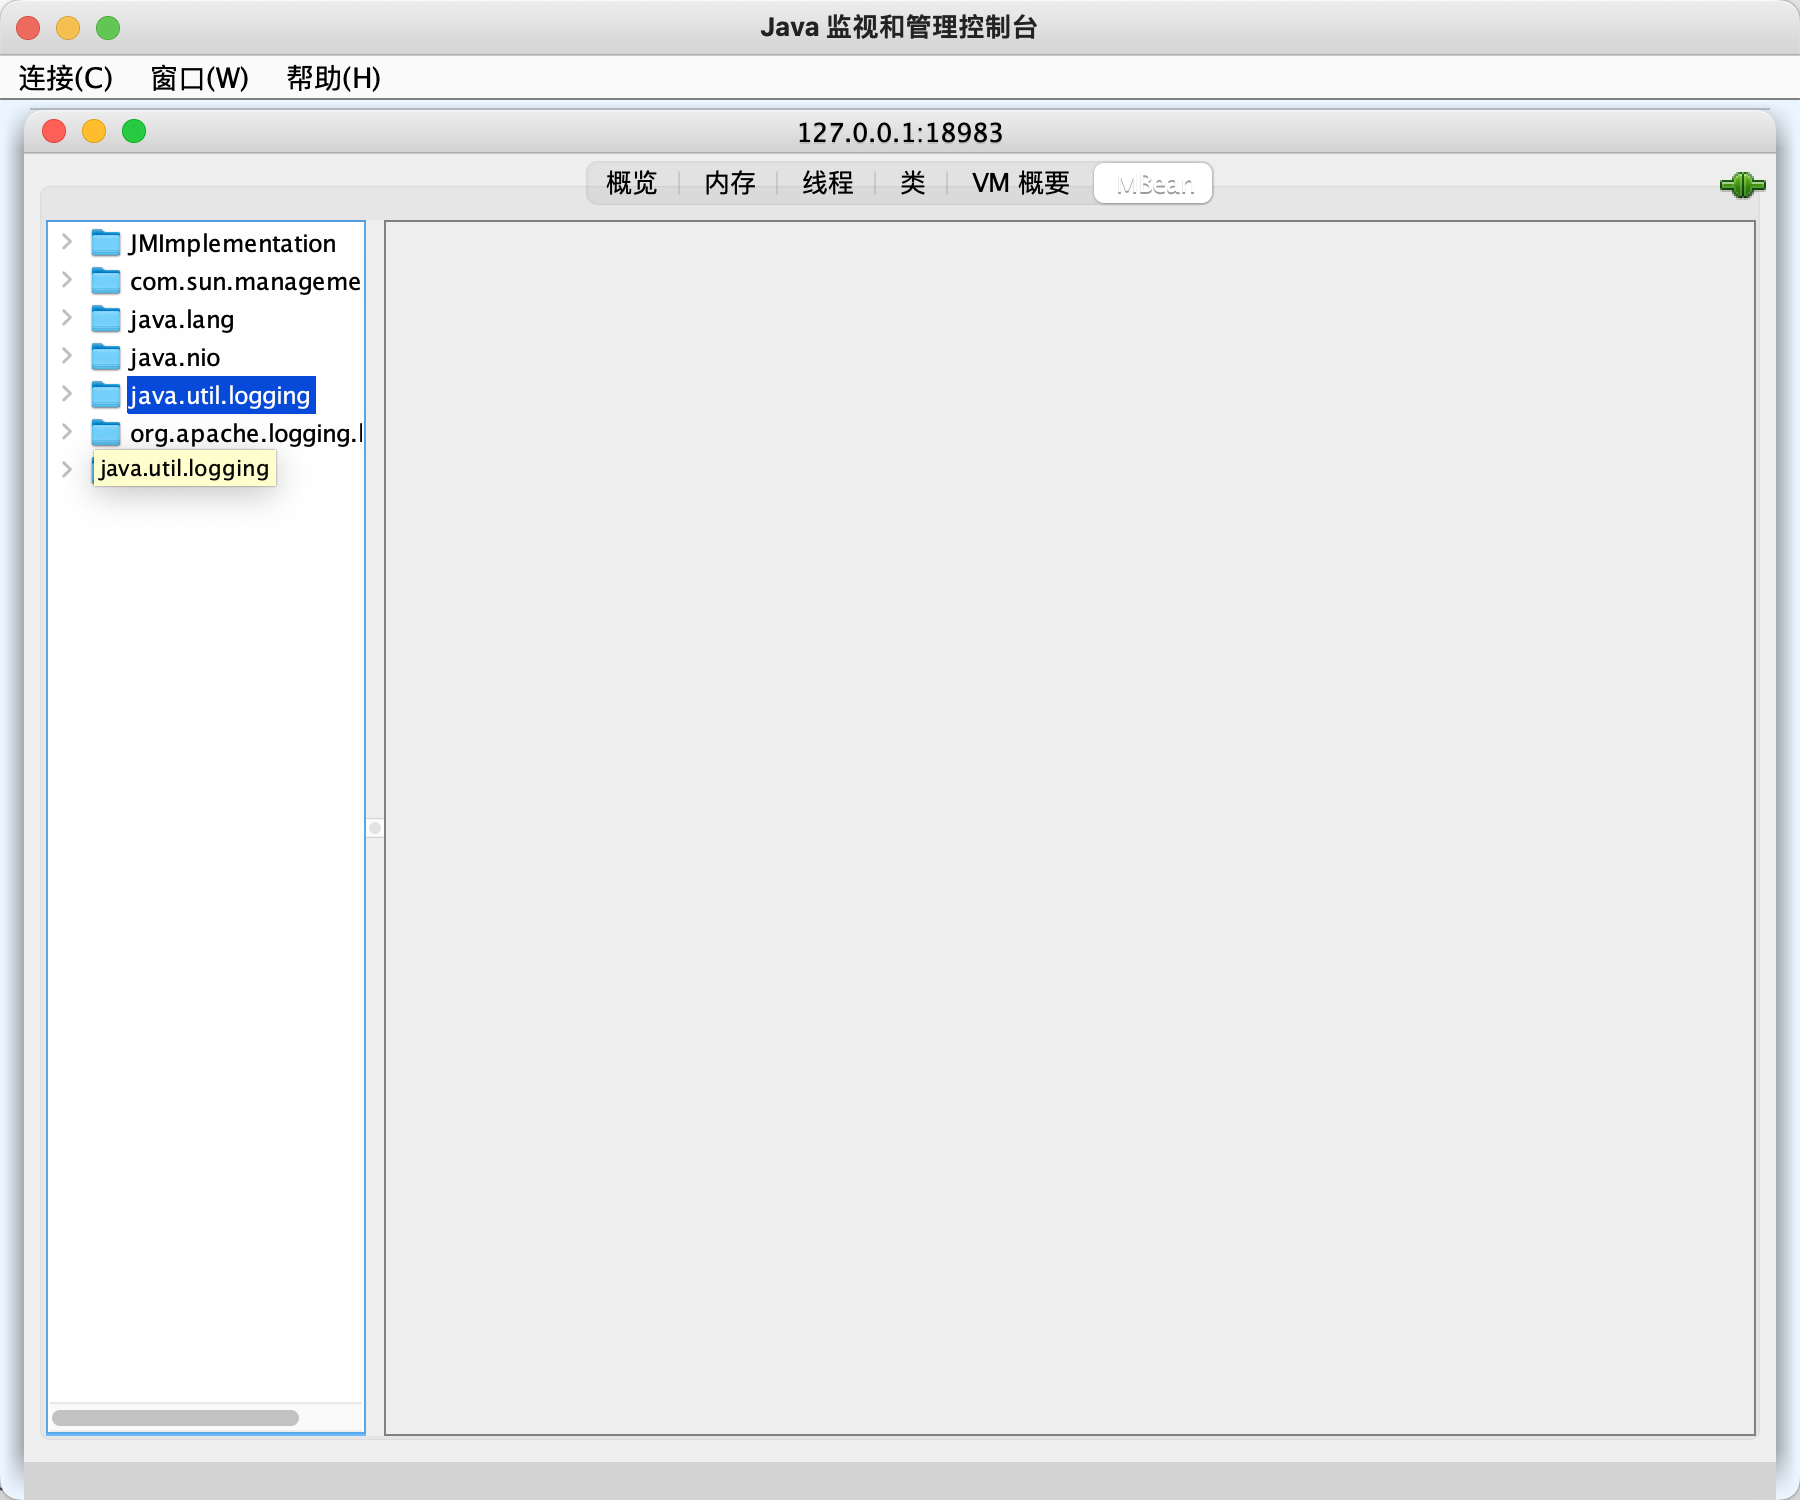 Java 监视和管理控制台
连接(C) 窗口(W) 帮助(H)
127.0.0.1:18983
概览 内存 线程 类 VM 概要 MBean
JMImplementation
com.sun.manageme
java.lang
java.nio
java.util.logging
org.apache.logging.l
java.util.logging